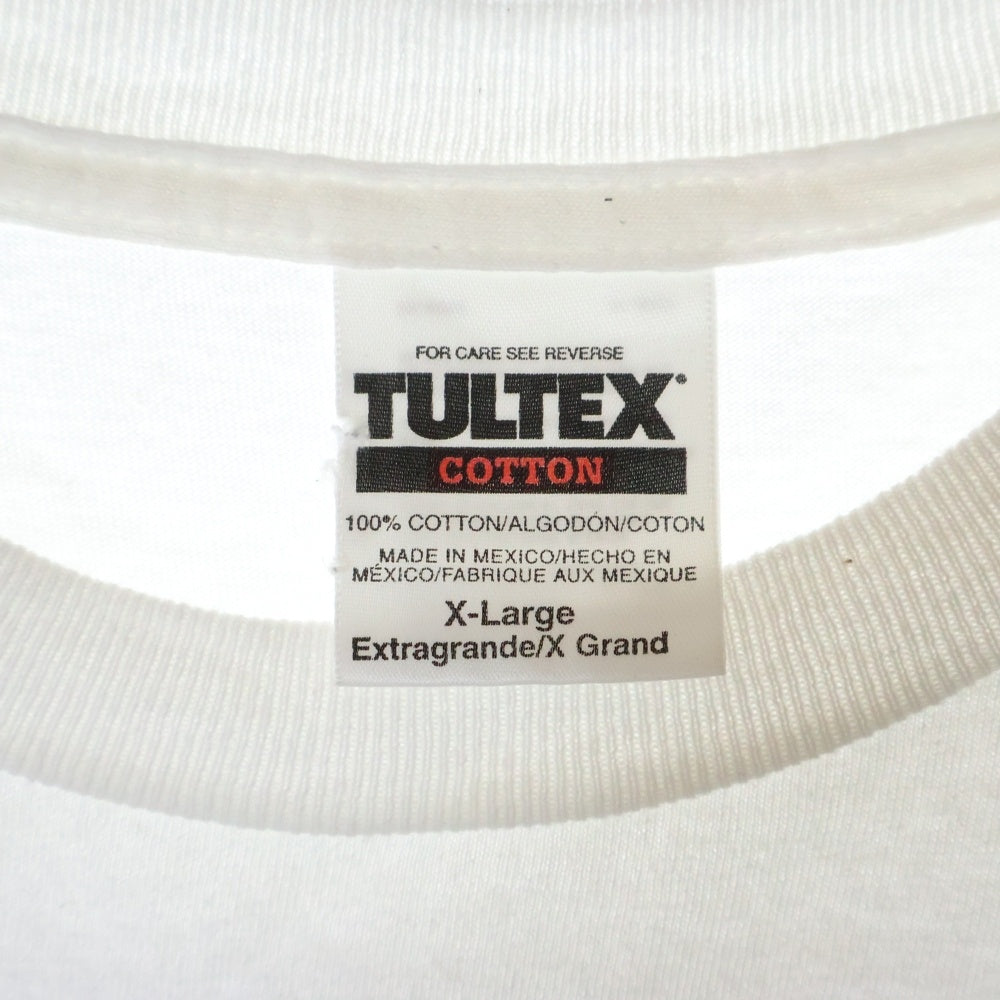 FOR CARE SEE REVERSE
TULTEX®
COTTON
100% COTTON/ALGODÓN/COTON
MADE IN MEXICO/HECHO EN
MÉXICO/FABRIQUE AUX MEXIQUE
X-Large
Extragrande/X Grand